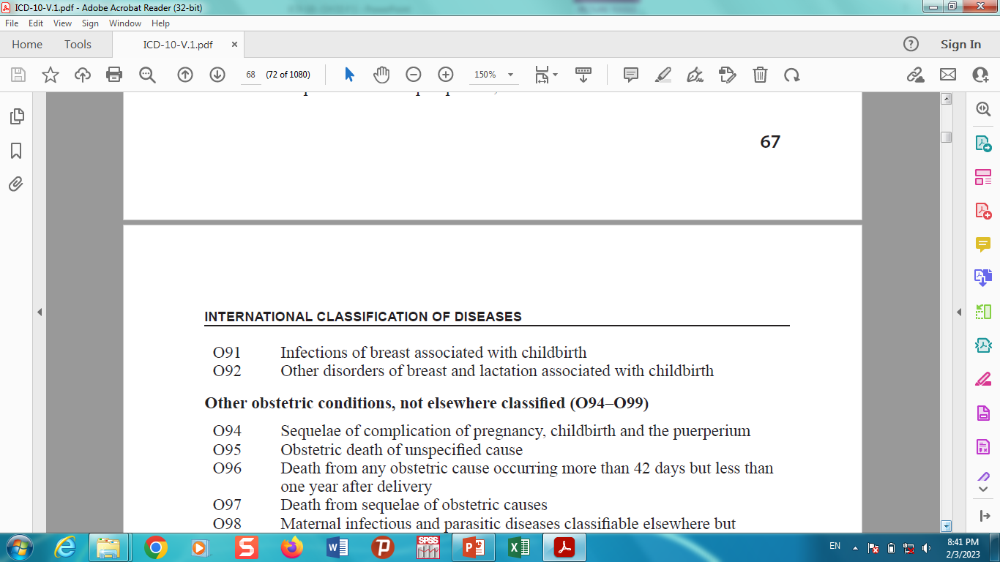 ICD-10-V.1.pdf - Adobe Acrobat Reader (32-bit)
File Edit View Sign Window Help
Home Tools ICD-10-V.1.pdf × ? Sign In
68 (72 of 1080) 150%
67
INTERNATIONAL CLASSIFICATION OF DISEASES
O91 Infections of breast associated with childbirth
O92 Other disorders of breast and lactation associated with childbirth
Other obstetric conditions, not elsewhere classified (O94–O99)
O94 Sequelae of complication of pregnancy, childbirth and the puerperium
O95 Obstetric death of unspecified cause
O96 Death from any obstetric cause occurring more than 42 days but less than
one year after delivery
O97 Death from sequelae of obstetric causes
O98 Maternal infectious and parasitic diseases classifiable elsewhere but
SPSS
EN 8:41 PM
2/3/2023